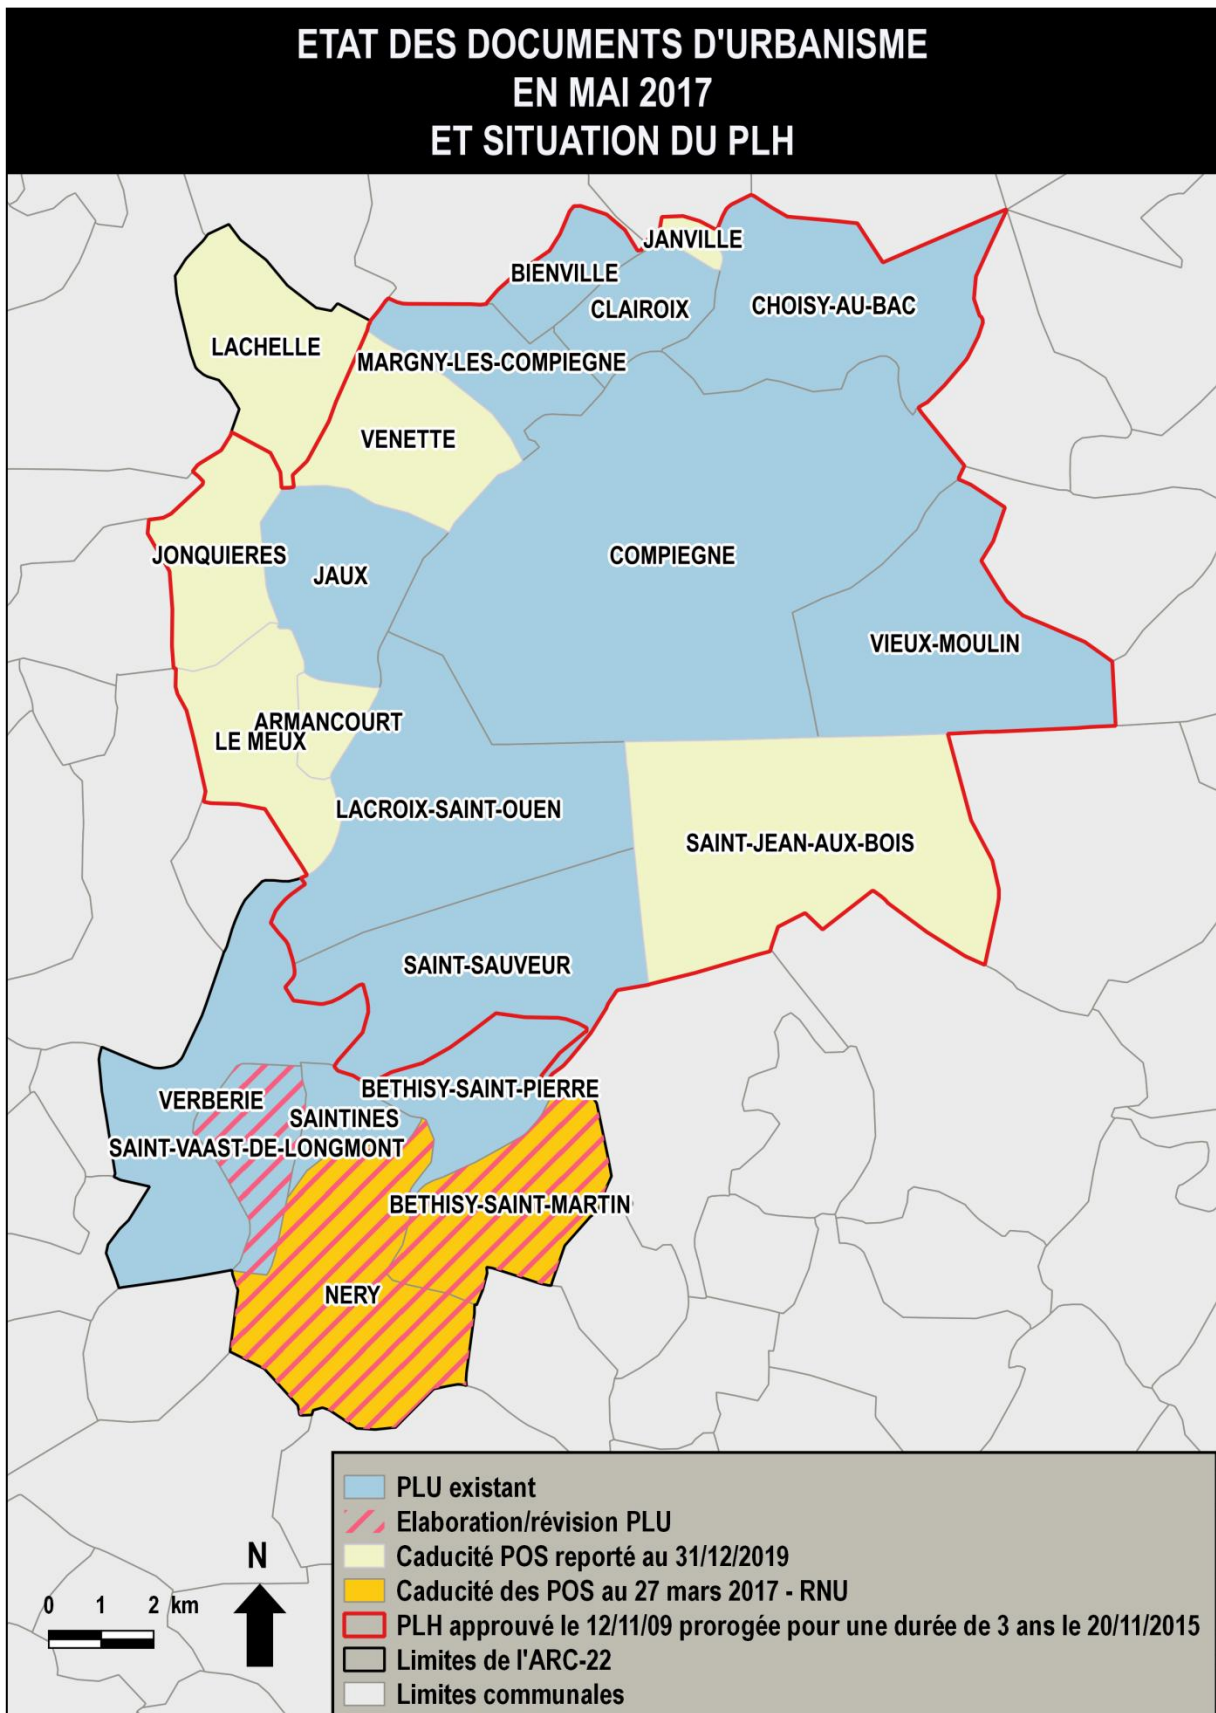 ETAT DES DOCUMENTS D'URBANISME
EN MAI 2017
ET SITUATION DU PLH
JANVILLE
BIENVILLE
CLAIROIX
CHOISY-AU-BAC
LACHELLE
MARGNY-LES-COMPIEGNE
VENETTE
JONQUIERES
JAUX
COMPIEGNE
VIEUX-MOULIN
ARMANCOURT
LE MEUX
LACROIX-SAINT-OUEN
SAINT-JEAN-AUX-BOIS
SAINT-SAUVEUR
BETHISY-SAINT-PIERRE
VERBERIE
SAINTINES
SAINT-VAAST-DE-LONGMONT
BETHISY-SAINT-MARTIN
NERY
PLU existant
Elaboration/révision PLU
Caducité POS reporté au 31/12/2019
Caducité des POS au 27 mars 2017 - RNU
PLH approuvé le 12/11/09 prorogée pour une durée de 3 ans le 20/11/2015
Limites de l'ARC-22
Limites communales
N
0 1 2 km